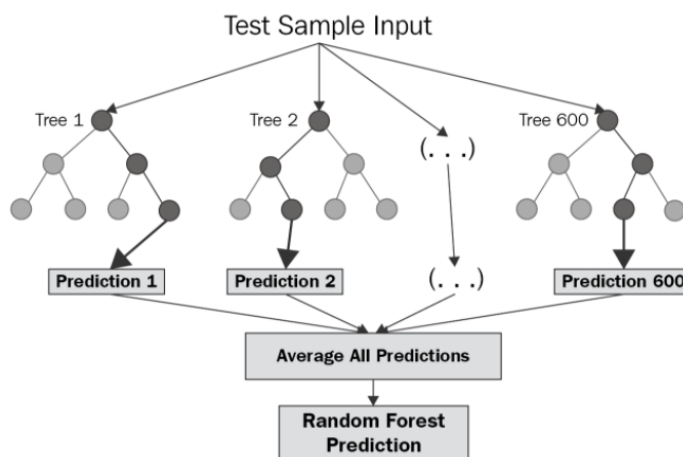 Test Sample Input
Tree 1
Tree 2
(. . .)
Tree 600
Prediction 1
Prediction 2
(. . .)
Prediction 600
Average All Predictions
Random Forest
Prediction